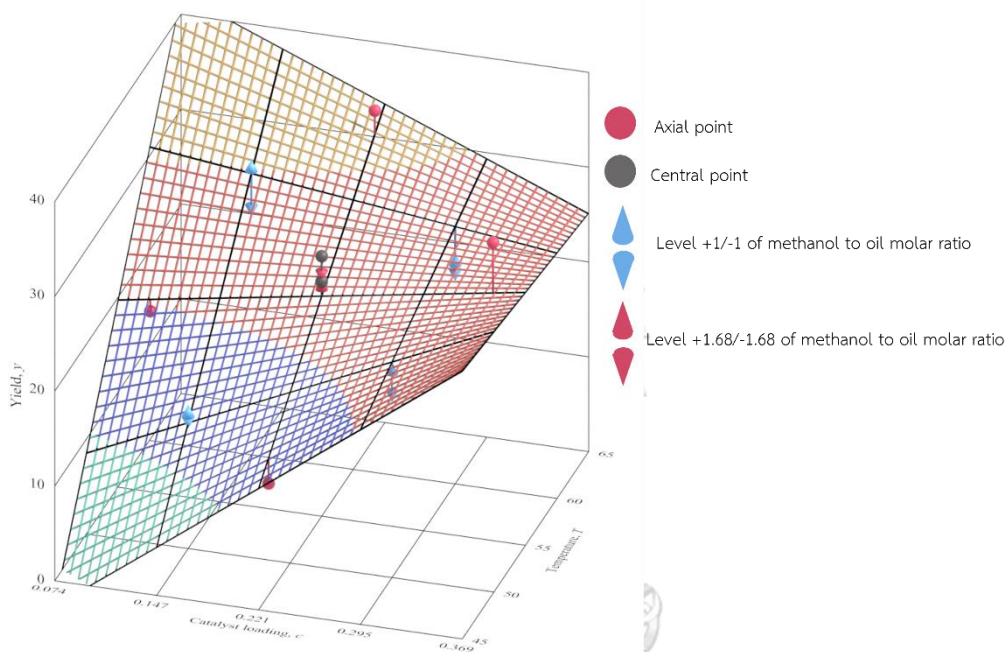 40
30
20
10
0
Yield, y
0.074
0.147
0.221
0.295
0.369
Catalyst loading, c
45
50
55
60
65
Temperature, T
Axial point
Central point
Level +1/-1 of methanol to oil molar ratio
Level +1.68/-1.68 of methanol to oil molar ratio